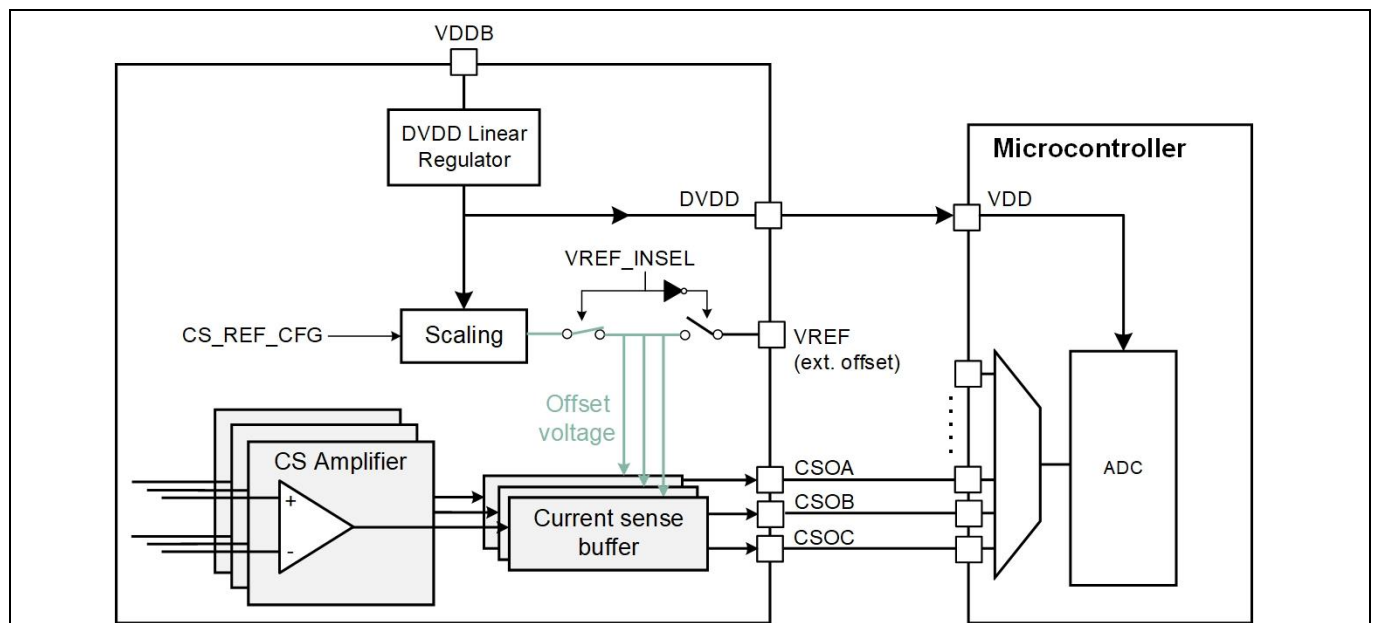 VDDB
DVDD Linear
Regulator
Microcontroller
DVDD
VDD
VREF_INSEL
CS_REF_CFG
Scaling
VREF
(ext. offset)
Offset
voltage
CS Amplifier
+
-
Current sense
buffer
CSOA
CSOB
CSOC
ADC